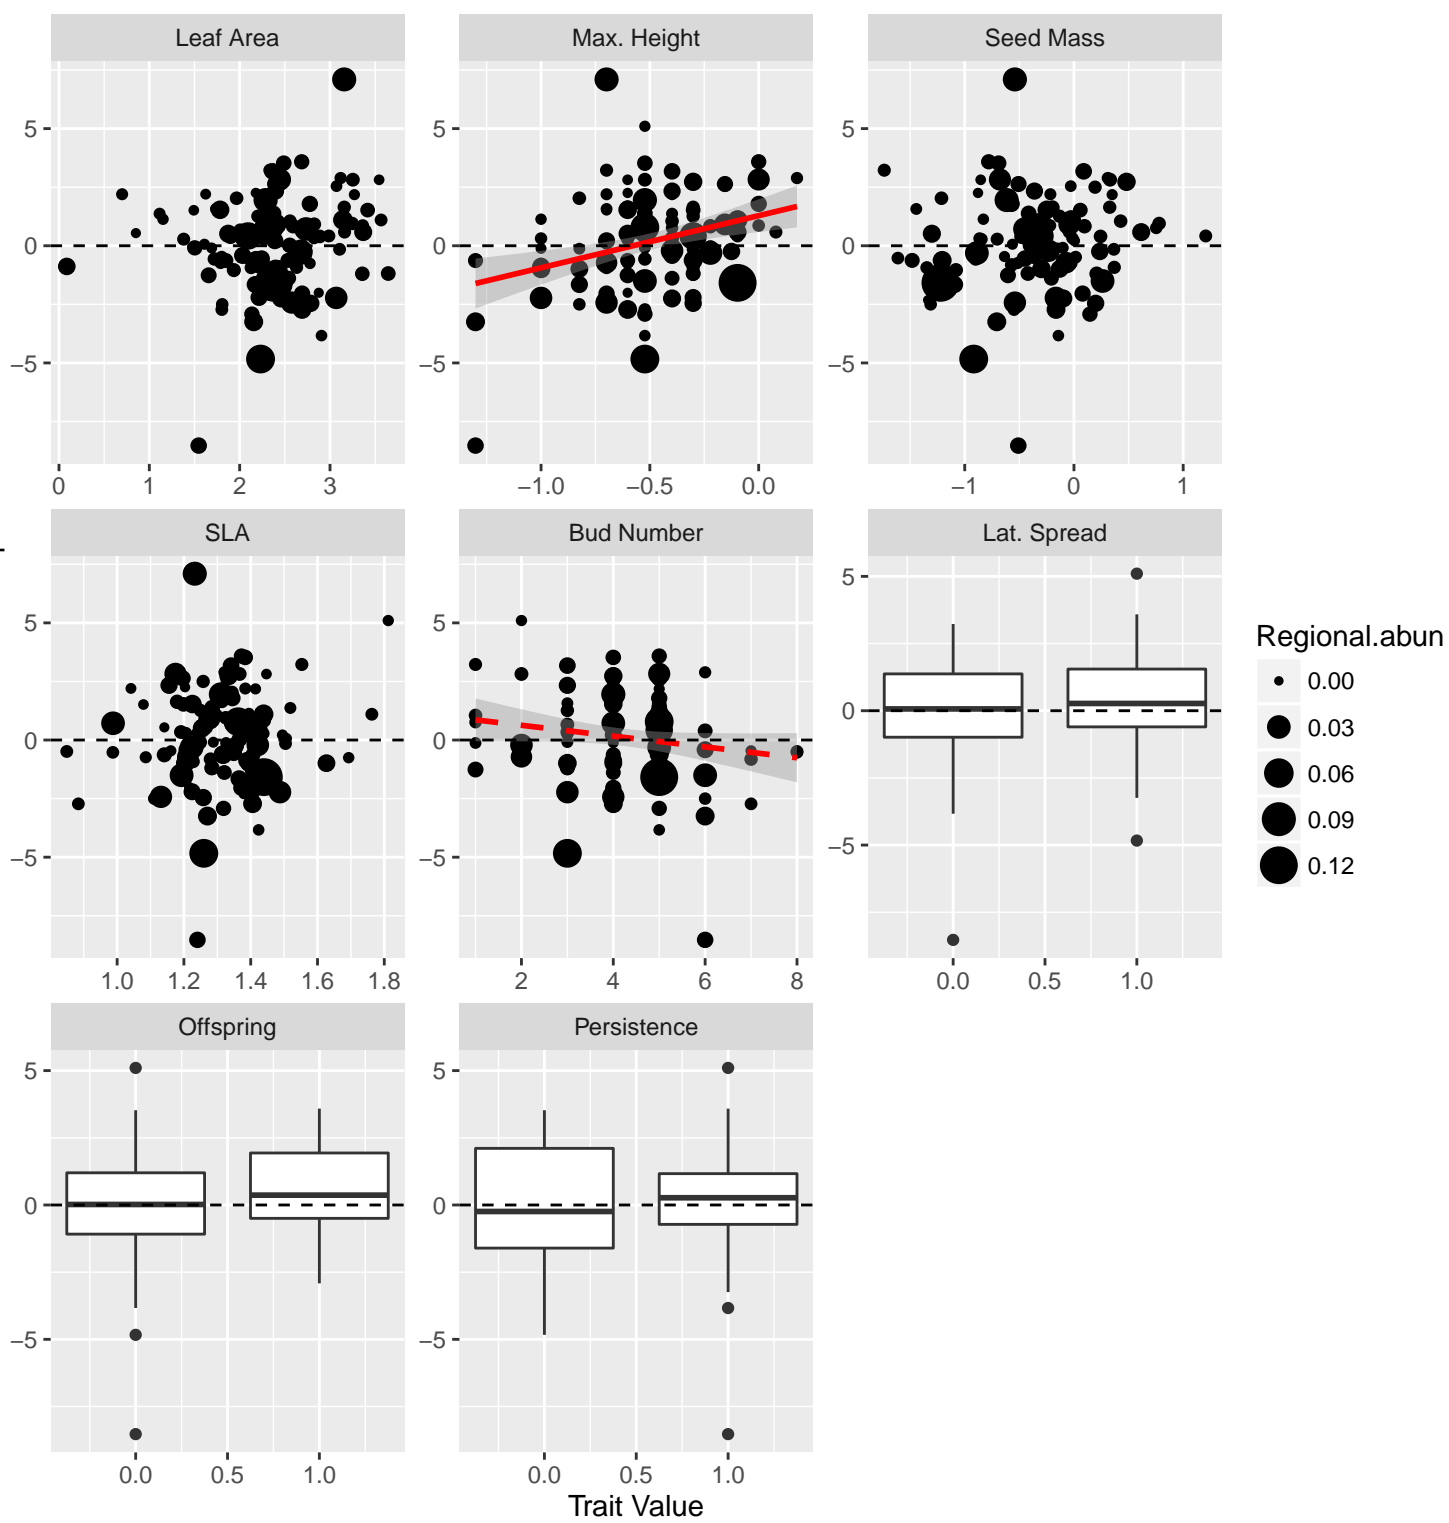 Leaf Area
Max. Height
Seed Mass
5
0
−5
5
0
−5
5
0
−5
0 1 2 3
−1.0 −0.5 0.0
−1 0 1
SLA
Bud Number
Lat. Spread
5
0
−5
5
0
−5
5
0
−5
1.0 1.2 1.4 1.6 1.8
2 4 6 8
0.0 0.5 1.0
Regional.abun
0.00
0.03
0.06
0.09
0.12
Offspring
Persistence
5
0
−5
5
0
−5
0.0 0.5 1.0
0.0 0.5 1.0
Trait Value